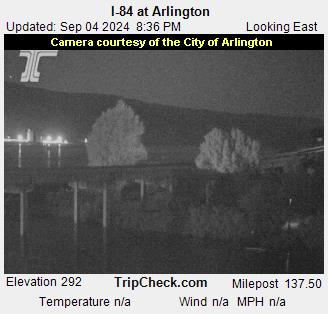 I-84 at Arlington
Updated: Sep 04 2024 8:36 PM Looking East
Camera courtesy of the City of Arlington
Elevation 292 TripCheck.com Milepost 137.50
Temperature n/a Wind n/a MPH n/a